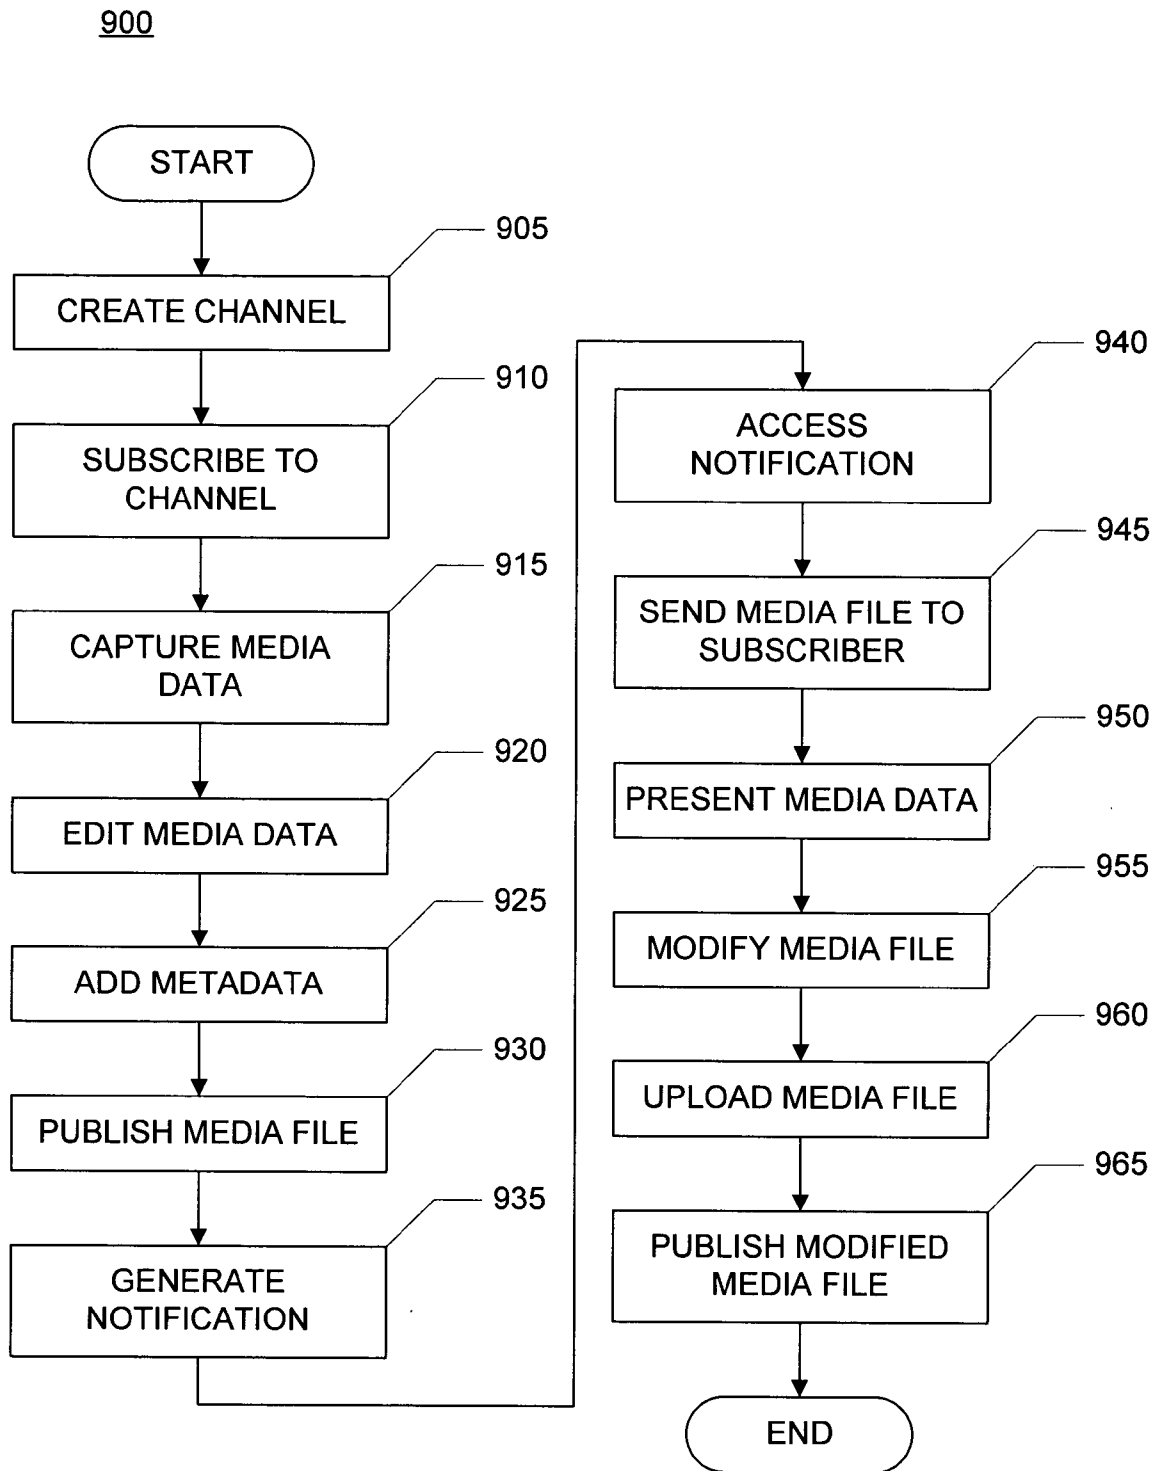 900
START
905
CREATE CHANNEL
910
SUBSCRIBE TO
CHANNEL
915
CAPTURE MEDIA
DATA
920
EDIT MEDIA DATA
925
ADD METADATA
930
PUBLISH MEDIA FILE
935
GENERATE
NOTIFICATION
940
ACCESS
NOTIFICATION
945
SEND MEDIA FILE TO
SUBSCRIBER
950
PRESENT MEDIA DATA
955
MODIFY MEDIA FILE
960
UPLOAD MEDIA FILE
965
PUBLISH MODIFIED
MEDIA FILE
END